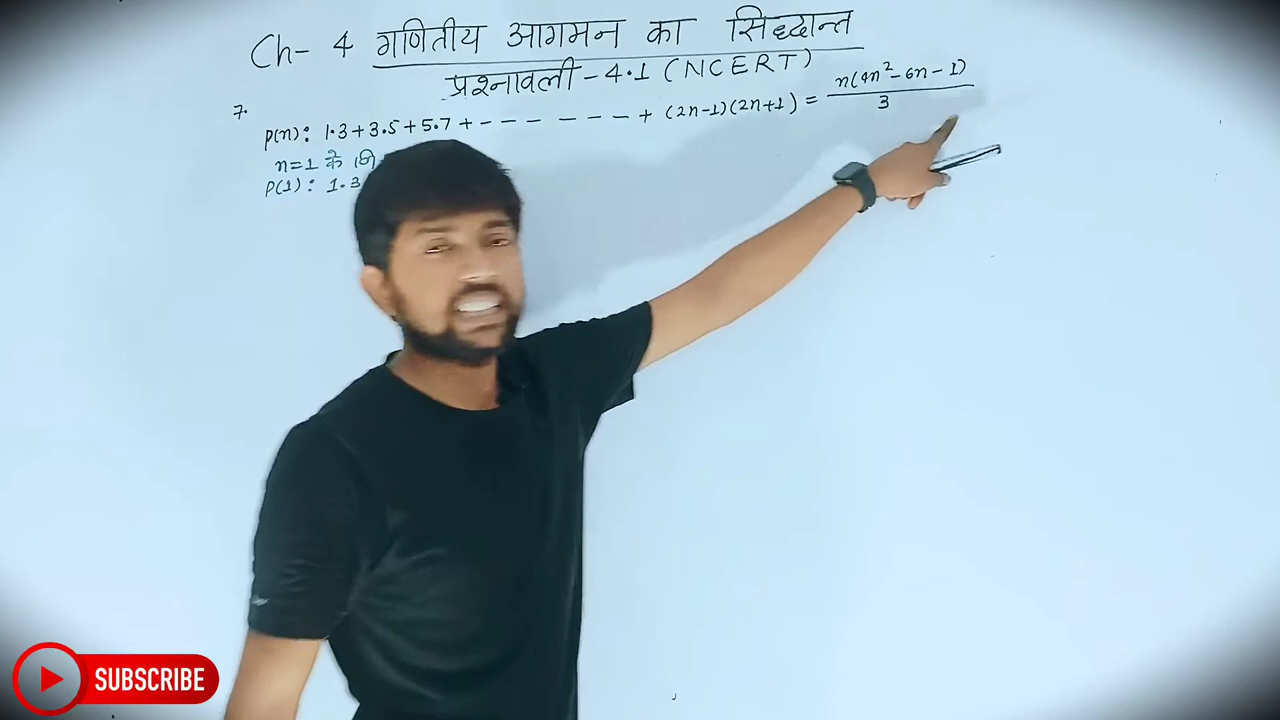 Ch- 4 गणितीय आगमन का सिद्धान्त
प्रश्नावली - 4.1 (NCERT)
7.
p(n): 1.3+3.5+5.7+ - - - - - - + (2n-1)(2n+1) = n(4n²-6n-1)/3
n=1 के
p(1): 1.3
SUBSCRIBE